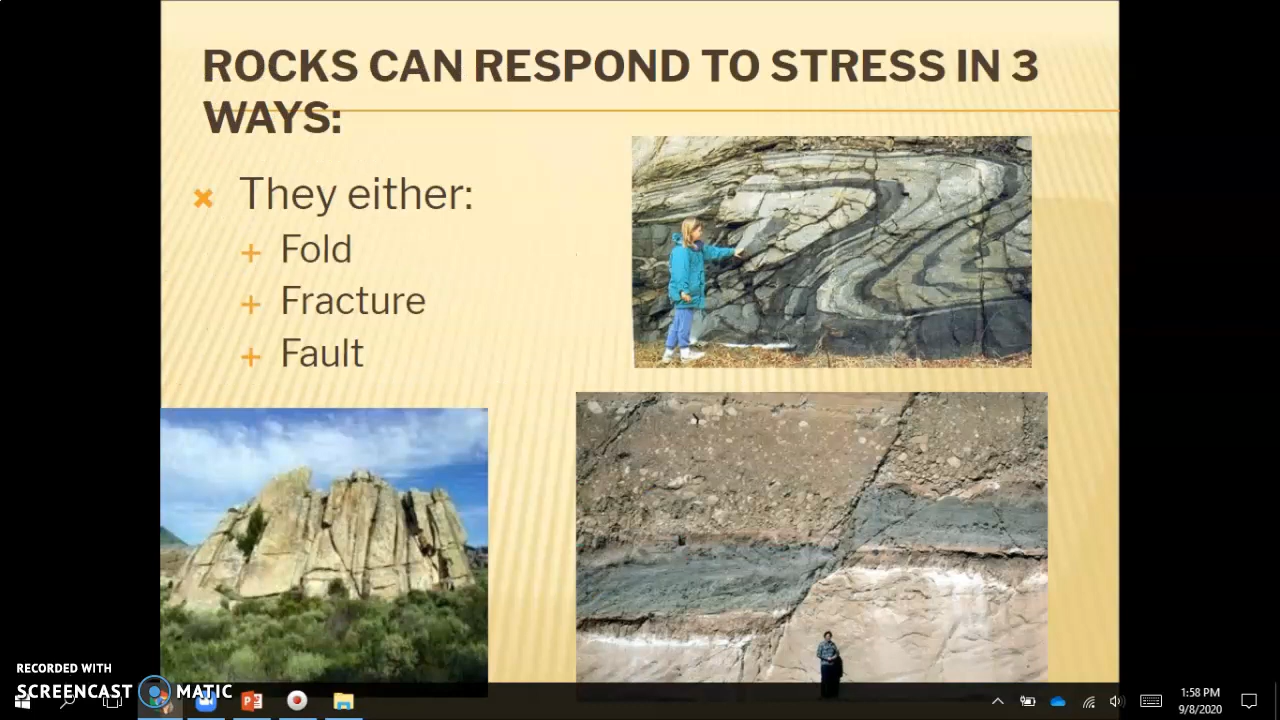 ROCKS CAN RESPOND TO STRESS IN 3
WAYS:
They either:
Fold
Fracture
Fault
RECORDED WITH
SCREENCAST MATIC
1:58 PM
9/8/2020